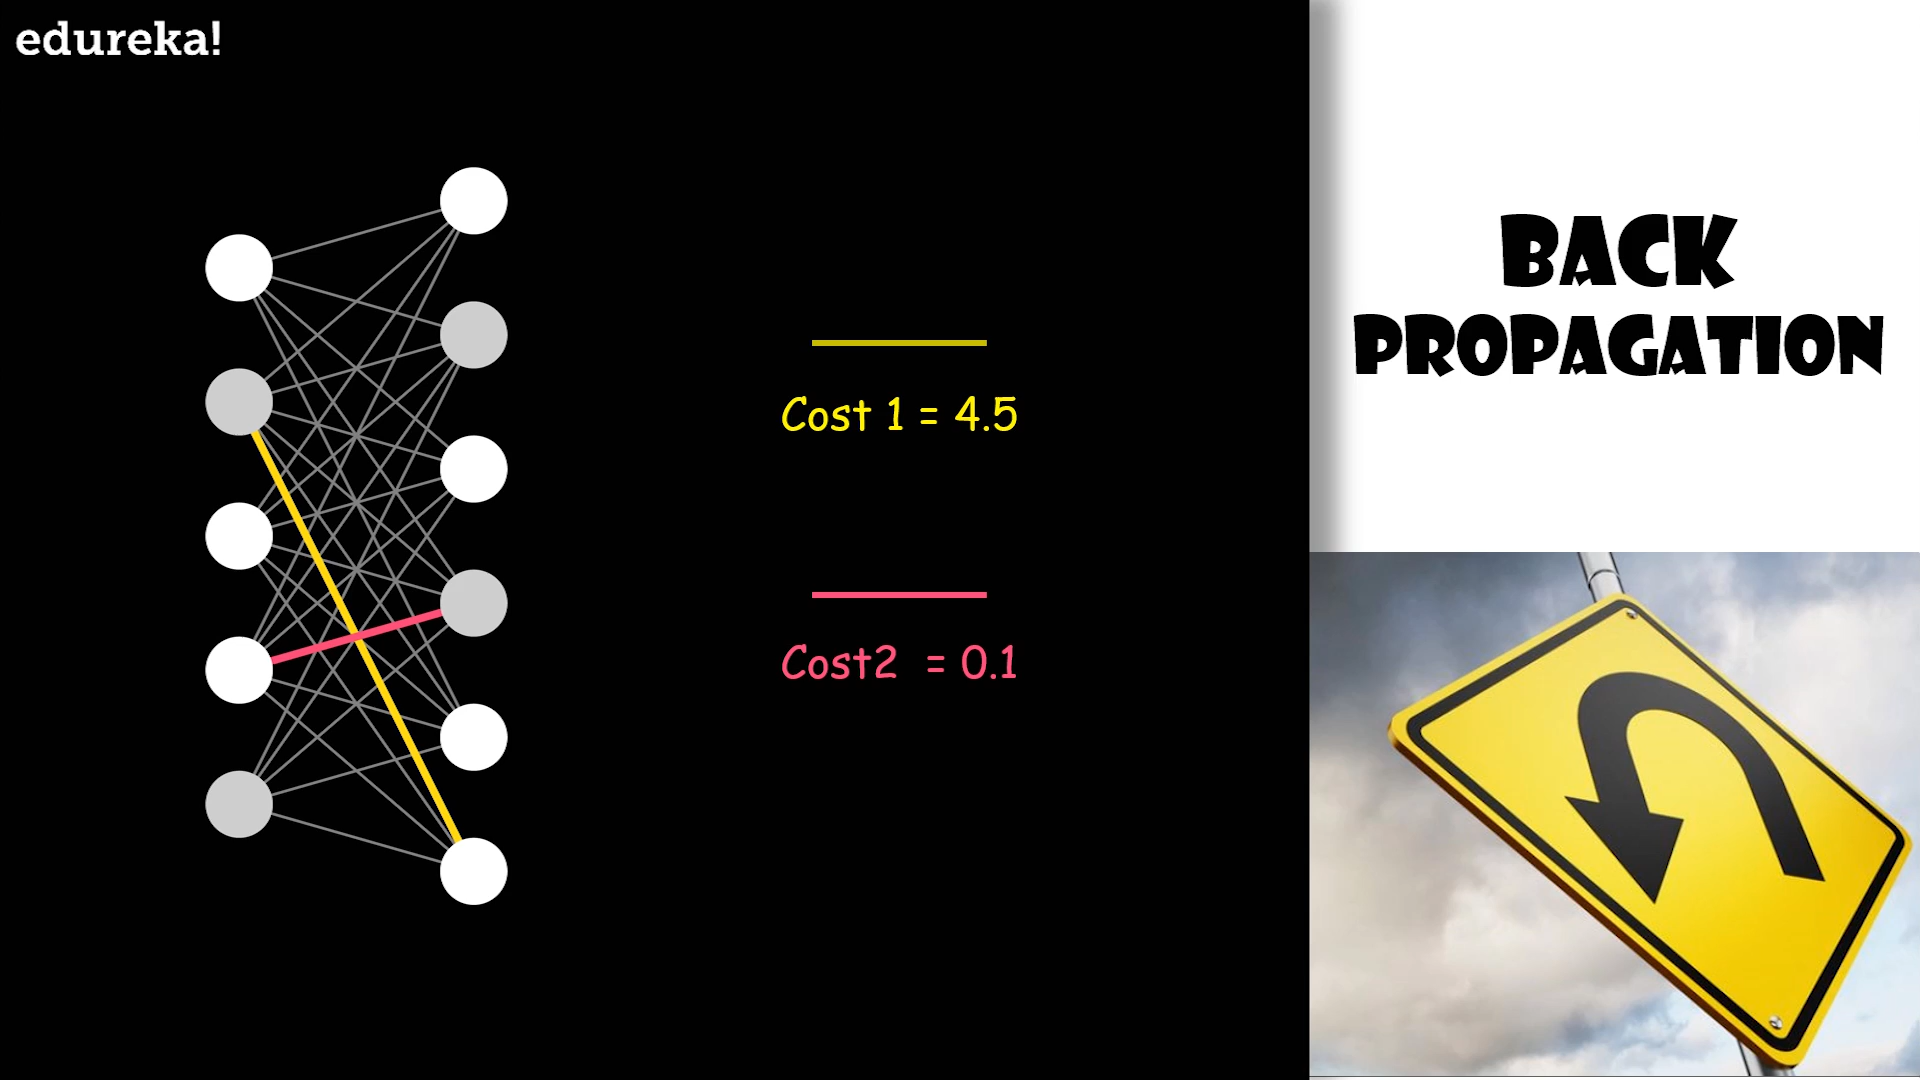 edureka!
Cost 1 = 4.5
Cost2 = 0.1
BACK
PROPAGATION